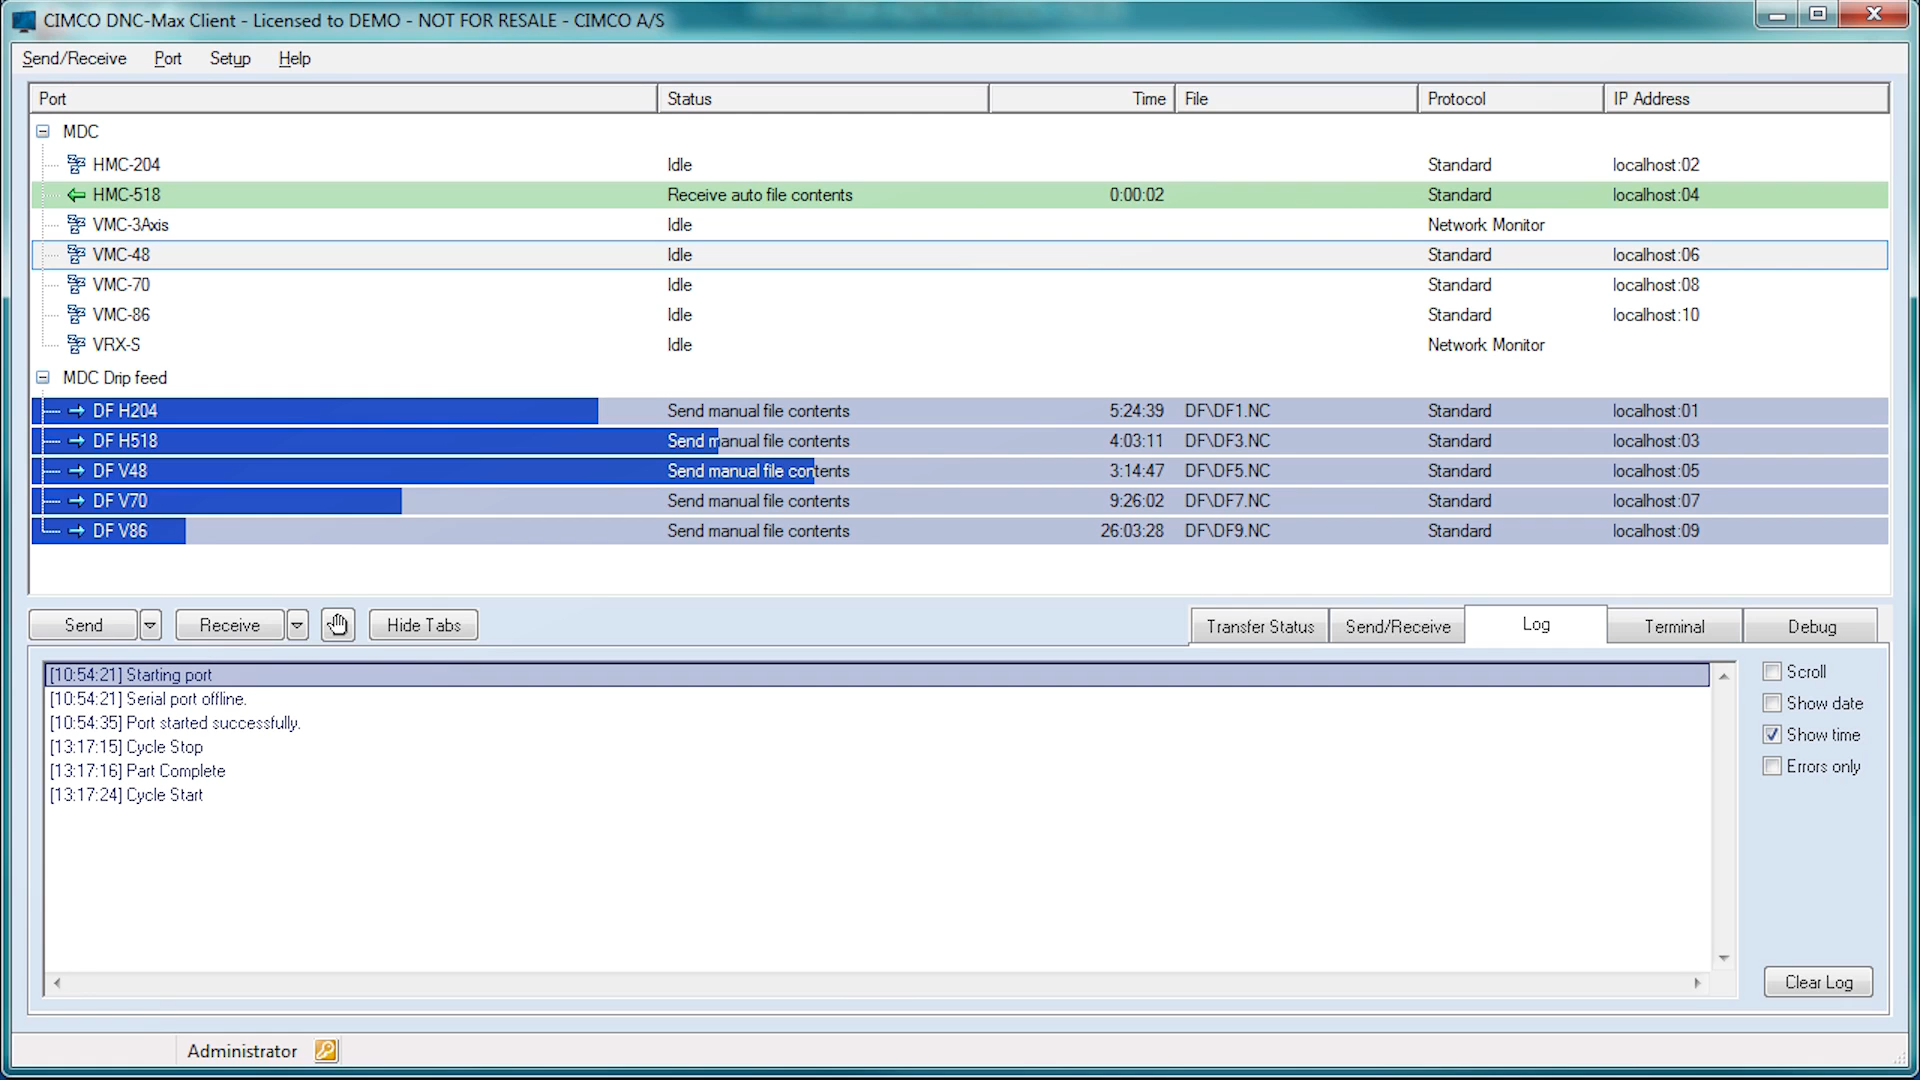 CIMCO DNC-Max Client - Licensed to DEMO - NOT FOR RESALE - CIMCO A/S
Send/Receive Port Setup Help
Port Status Time File Protocol IP Address
MDC
HMC-204 Idle Standard localhost:02
HMC-518 Receive auto file contents 0:00:02 Standard localhost:04
VMC-3Axis Idle Network Monitor
VMC-48 Idle Standard localhost:06
VMC-70 Idle Standard localhost:08
VMC-86 Idle Standard localhost:10
VRX-S Idle Network Monitor
MDC Drip feed
DF H204 Send manual file contents 5:24:39 DF\DF1.NC Standard localhost:01
DF H518 Send manual file contents 4:03:11 DF\DF3.NC Standard localhost:03
DF V48 Send manual file contents 3:14:47 DF\DF5.NC Standard localhost:05
DF V70 Send manual file contents 9:26:02 DF\DF7.NC Standard localhost:07
DF V86 Send manual file contents 26:03:28 DF\DF9.NC Standard localhost:09
Send Receive Hide Tabs Transfer Status Send/Receive Log Terminal Debug
[10:54:21] Starting port
[10:54:21] Serial port offline.
[10:54:35] Port started successfully.
[13:17:15] Cycle Stop
[13:17:16] Part Complete
[13:17:24] Cycle Start
Scroll
Show date
Show time
Errors only
Clear Log
Administrator